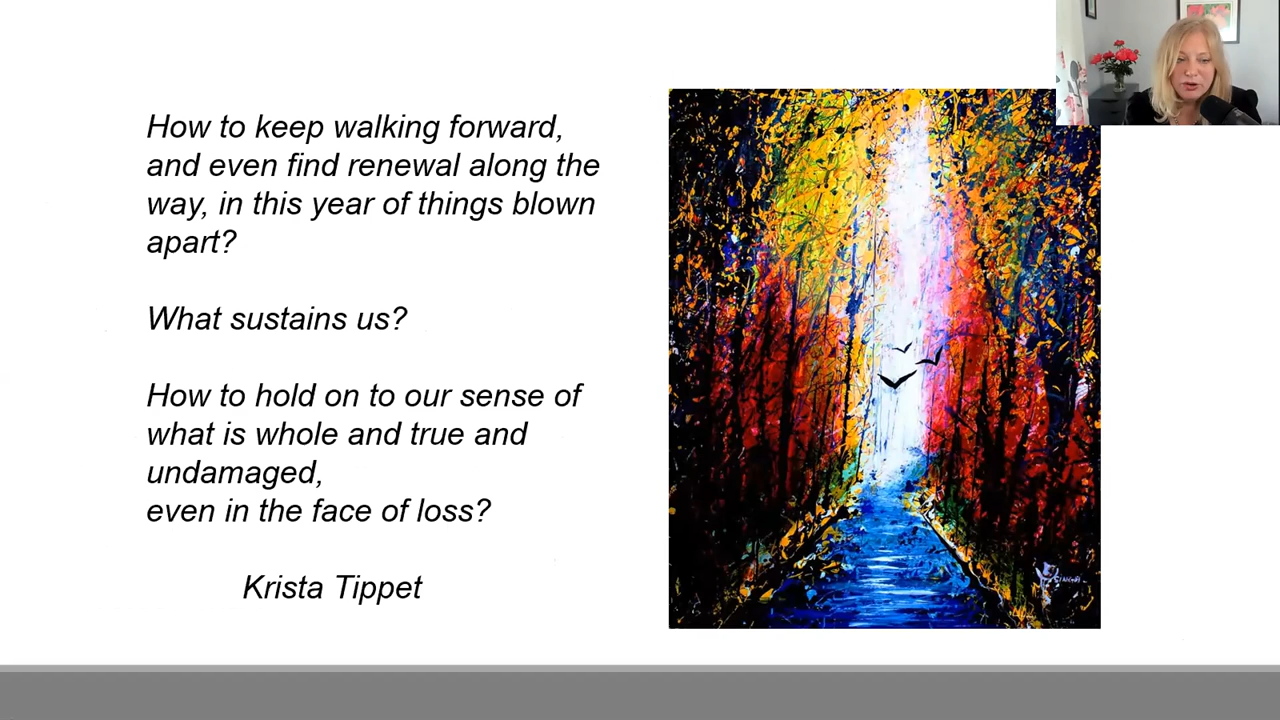 How to keep walking forward,
and even find renewal along the
way, in this year of things blown
apart?
What sustains us?
How to hold on to our sense of
what is whole and true and
undamaged,
even in the face of loss?
Krista Tippet